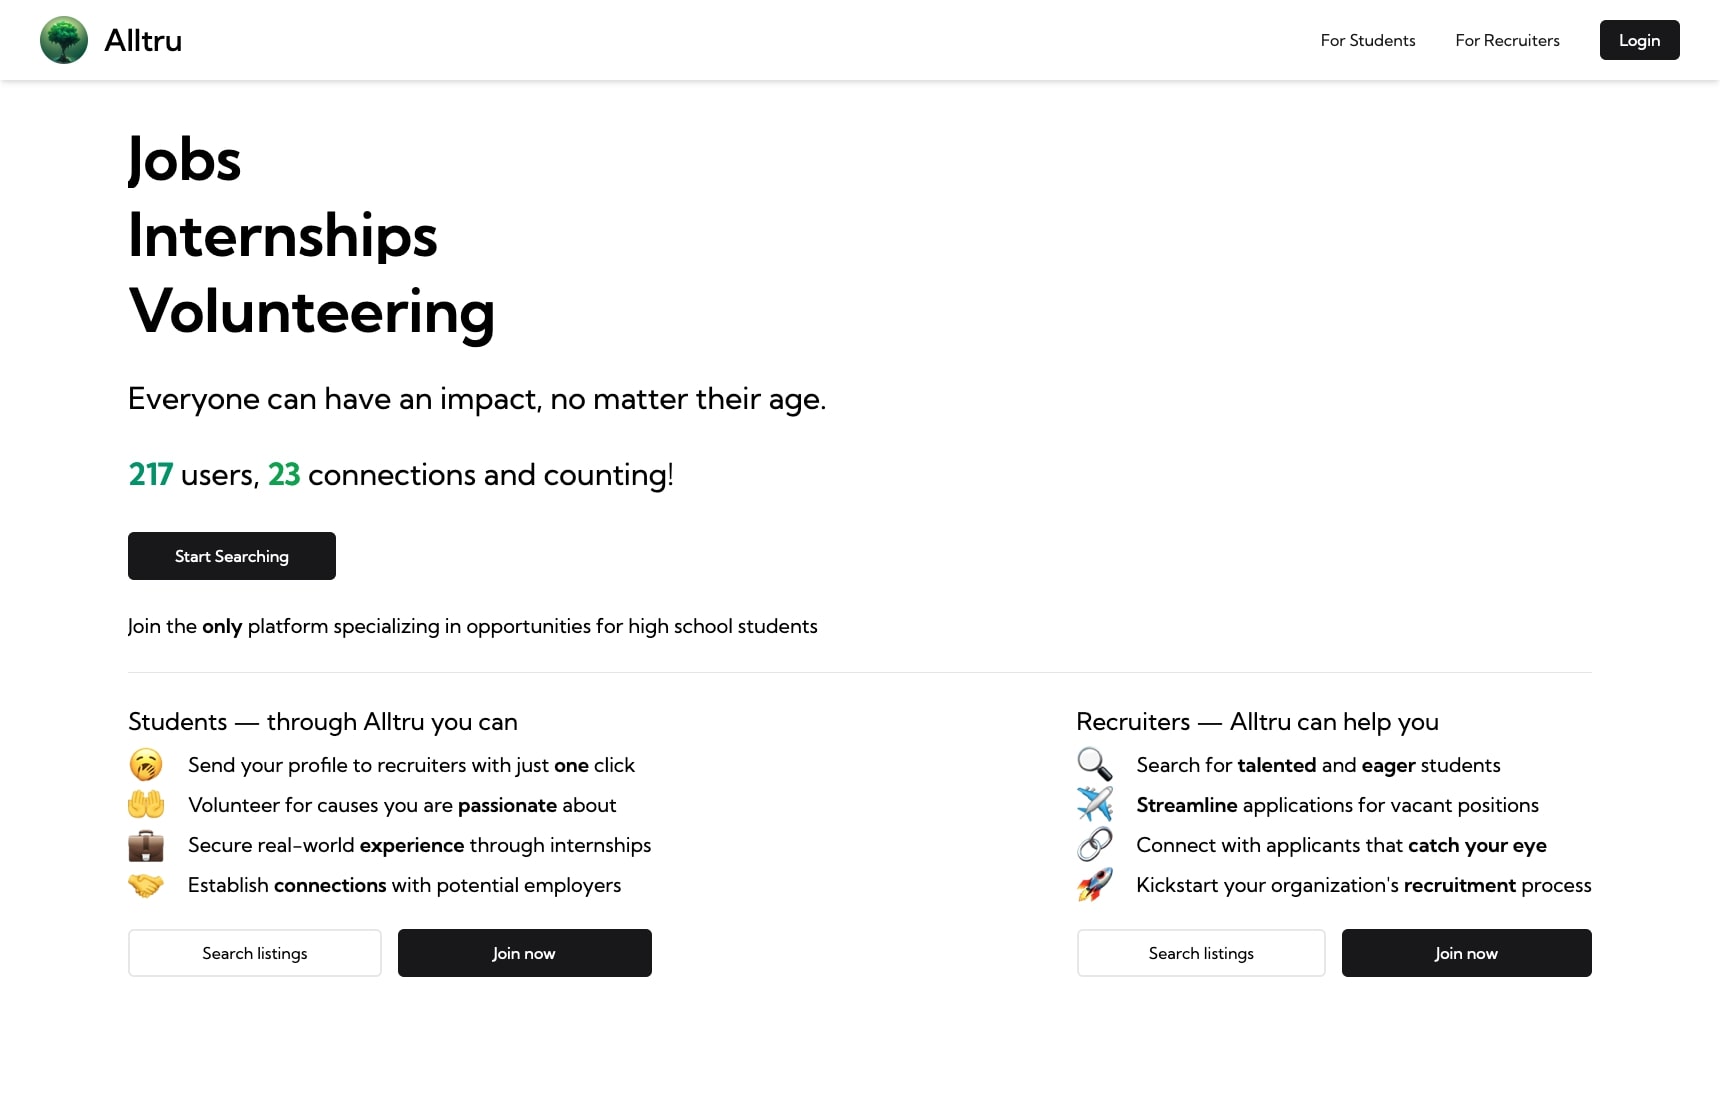 Alltru
For Students
For Recruiters
Login
Jobs
Internships
Volunteering
Everyone can have an impact, no matter their age.
217 users, 23 connections and counting!
Start Searching
Join the only platform specializing in opportunities for high school students
Students — through Alltru you can
Send your profile to recruiters with just one click
Volunteer for causes you are passionate about
Secure real-world experience through internships
Establish connections with potential employers
Search listings
Join now
Recruiters — Alltru can help you
Search for talented and eager students
Streamline applications for vacant positions
Connect with applicants that catch your eye
Kickstart your organization's recruitment process
Search listings
Join now